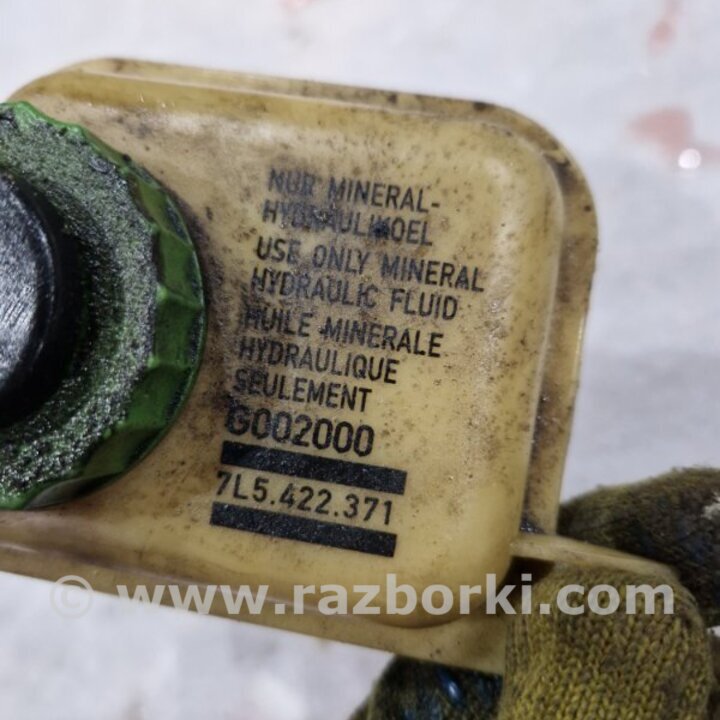 NUR MINERAL-
HYDRAULIKOEL
USE ONLY MINERAL
HYDRAULIC FLUID
HUILE MINERALE
HYDRAULIQUE
SEULEMENT
G002000
7L5.422.371
© www.razborki.com